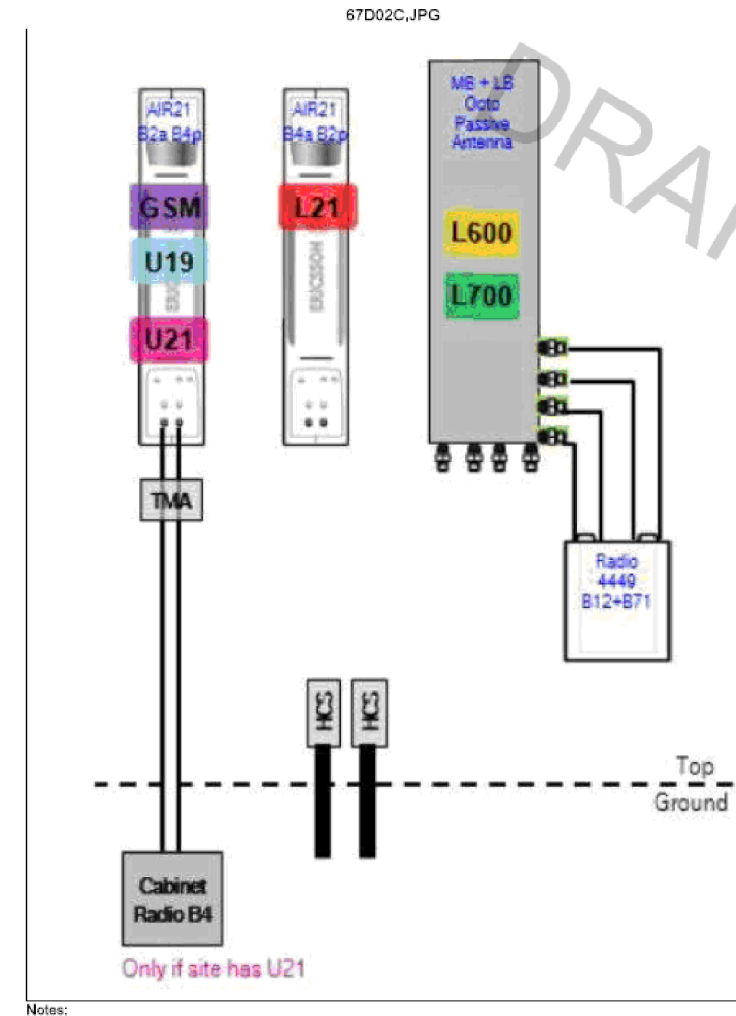 67D02C.JPG
AIR21
B2a B4p
GSM
U19
ERICSSON
U21
TMA
AIR21
B4a B2p
L21
ERICSSON
MB + LB
Octo
Passive
Antenna
L600
L700
Radio
4449
B12+B71
HCS
HCS
Top
Ground
Cabinet
Radio B4
Only if site has U21
DRA
Notes: